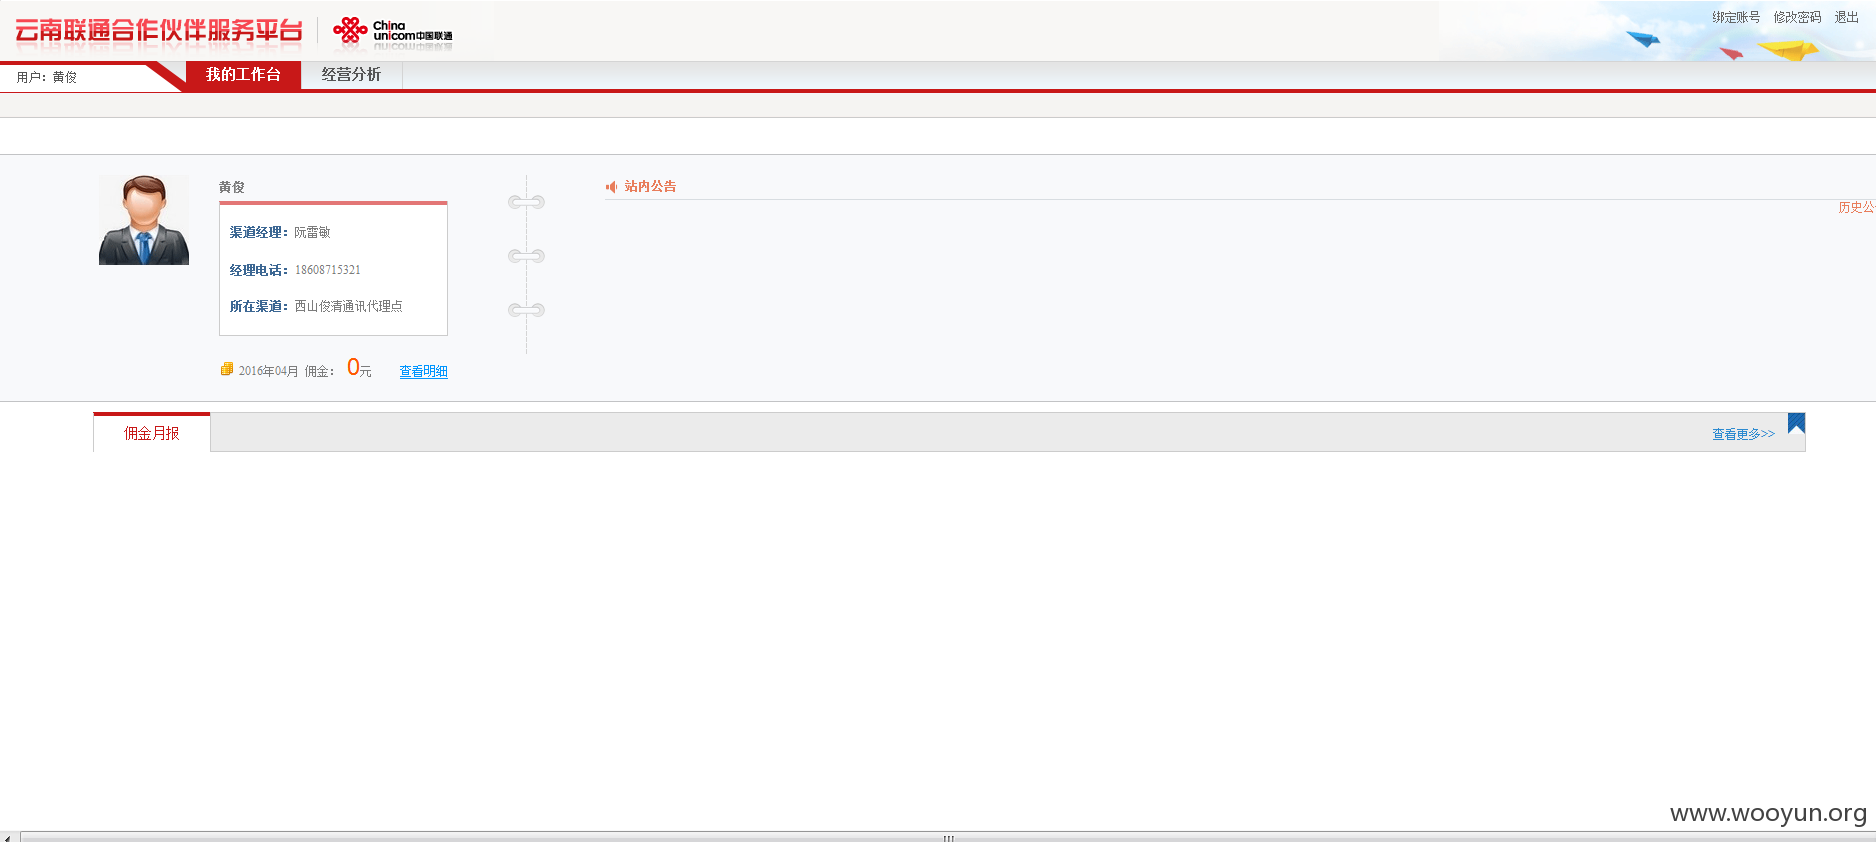 云南联通合作伙伴服务平台
China
unicom中国联通
绑定账号 修改密码 退出
用户：黄俊
我的工作台
经营分析
黄俊
渠道经理：阮雷敏
经理电话：18608715321
所在渠道：西山俊清通讯代理点
2016年04月 佣金： 0元 查看明细
站内公告
历史公
佣金月报
查看更多>>
www.wooyun.org